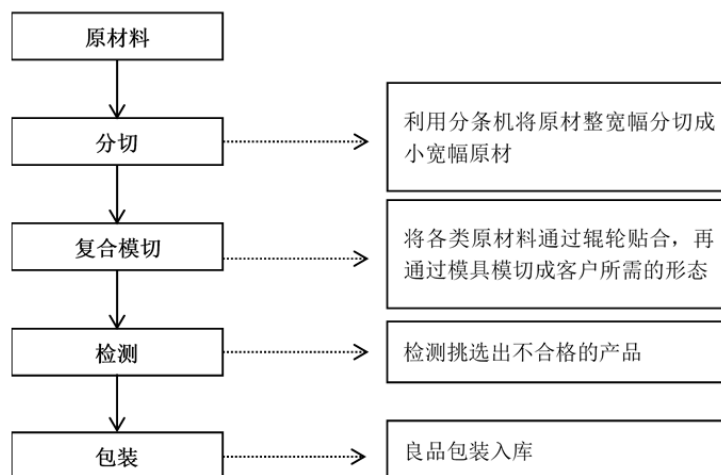 原材料
分切
利用分条机将原材整宽幅分切成
小宽幅原材
复合模切
将各类原材料通过辊轮贴合，再
通过模具模切成客户所需的形态
检测
检测挑选出不合格的产品
包装
良品包装入库